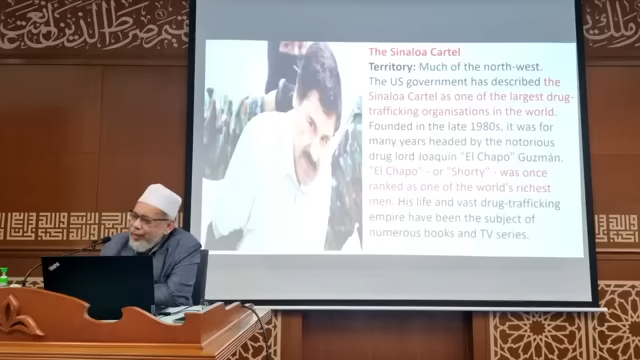 The Sinaloa Cartel
Territory: Much of the north-west.
The US government has described the
Sinaloa Cartel as one of the largest drug-
trafficking organisations in the world.
Founded in the late 1980s, it was for
many years headed by the notorious
drug lord Joaquín "El Chapo" Guzmán.
"El Chapo" - or "Shorty" - was once
ranked as one of the world's richest
men. His life and vast drug-trafficking
empire have been the subject of
numerous books and TV series.